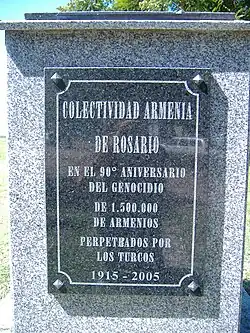 COLECTIVIDAD ARMENIA
DE ROSARIO
EN EL 90° ANIVERSARIO
DEL GENOCIDIO
DE 1.500.000
DE ARMENIOS
PERPETRADOS POR
LOS TURCOS
1915 - 2005